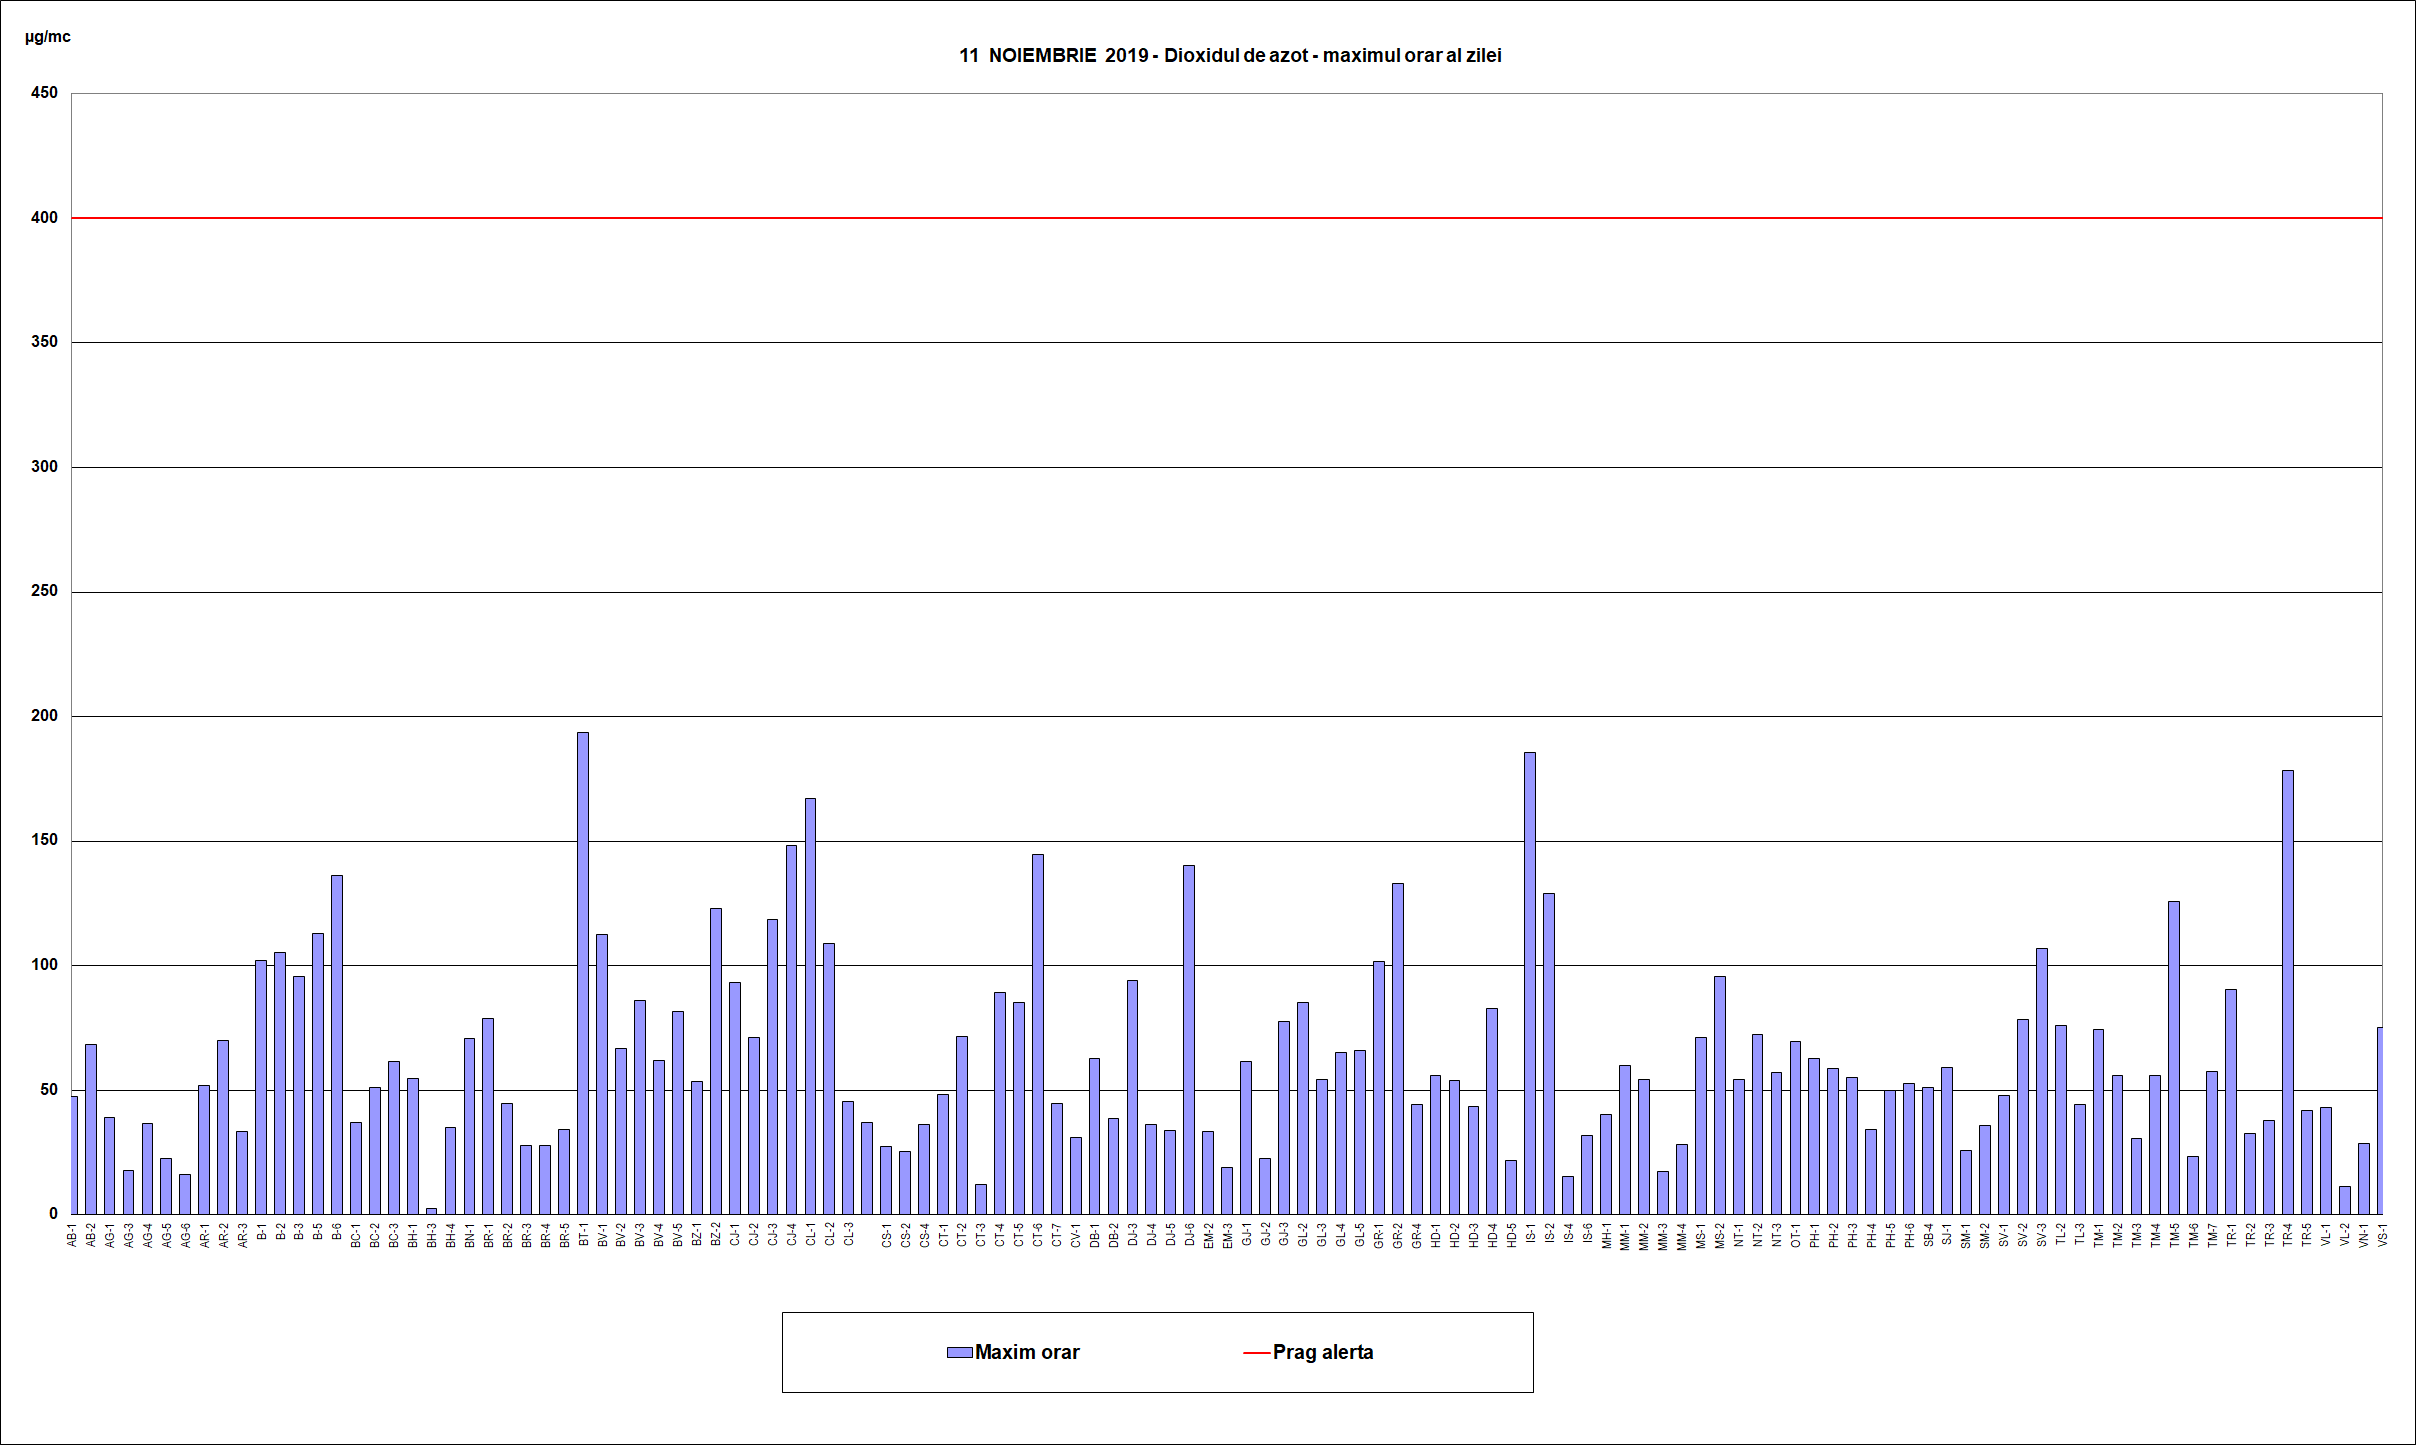 µg/mc
11 NOIEMBRIE 2019 - Dioxidul de azot - maximul orar al zilei
450
400
350
300
250
200
150
100
50
0
AB-1
AB-2
AG-1
AG-3
AG-4
AG-5
AG-6
AR-1
AR-2
AR-3
B-1
B-2
B-3
B-5
B-6
BC-1
BC-2
BC-3
BH-1
BH-3
BH-4
BN-1
BR-1
BR-2
BR-3
BR-4
BR-5
BT-1
BV-1
BV-2
BV-3
BV-4
BV-5
BZ-1
BZ-2
CJ-1
CJ-2
CJ-3
CJ-4
CL-1
CL-2
CL-3
CS-1
CS-2
CS-4
CT-1
CT-2
CT-3
CT-4
CT-5
CT-6
CT-7
CV-1
DB-1
DB-2
DJ-3
DJ-4
DJ-5
DJ-6
EM-2
EM-3
GJ-1
GJ-2
GJ-3
GL-2
GL-3
GL-4
GL-5
GR-1
GR-2
GR-4
HD-1
HD-2
HD-3
HD-4
HD-5
IS-1
IS-2
IS-4
IS-6
MH-1
MM-1
MM-2
MM-3
MM-4
MS-1
MS-2
NT-1
NT-2
NT-3
OT-1
PH-1
PH-2
PH-3
PH-4
PH-5
PH-6
SB-4
SJ-1
SM-1
SM-2
SV-1
SV-2
SV-3
TL-2
TL-3
TM-1
TM-2
TM-3
TM-4
TM-5
TM-6
TM-7
TR-1
TR-2
TR-3
TR-4
TR-5
VL-1
VL-2
VN-1
VS-1
Maxim orar
Prag alerta